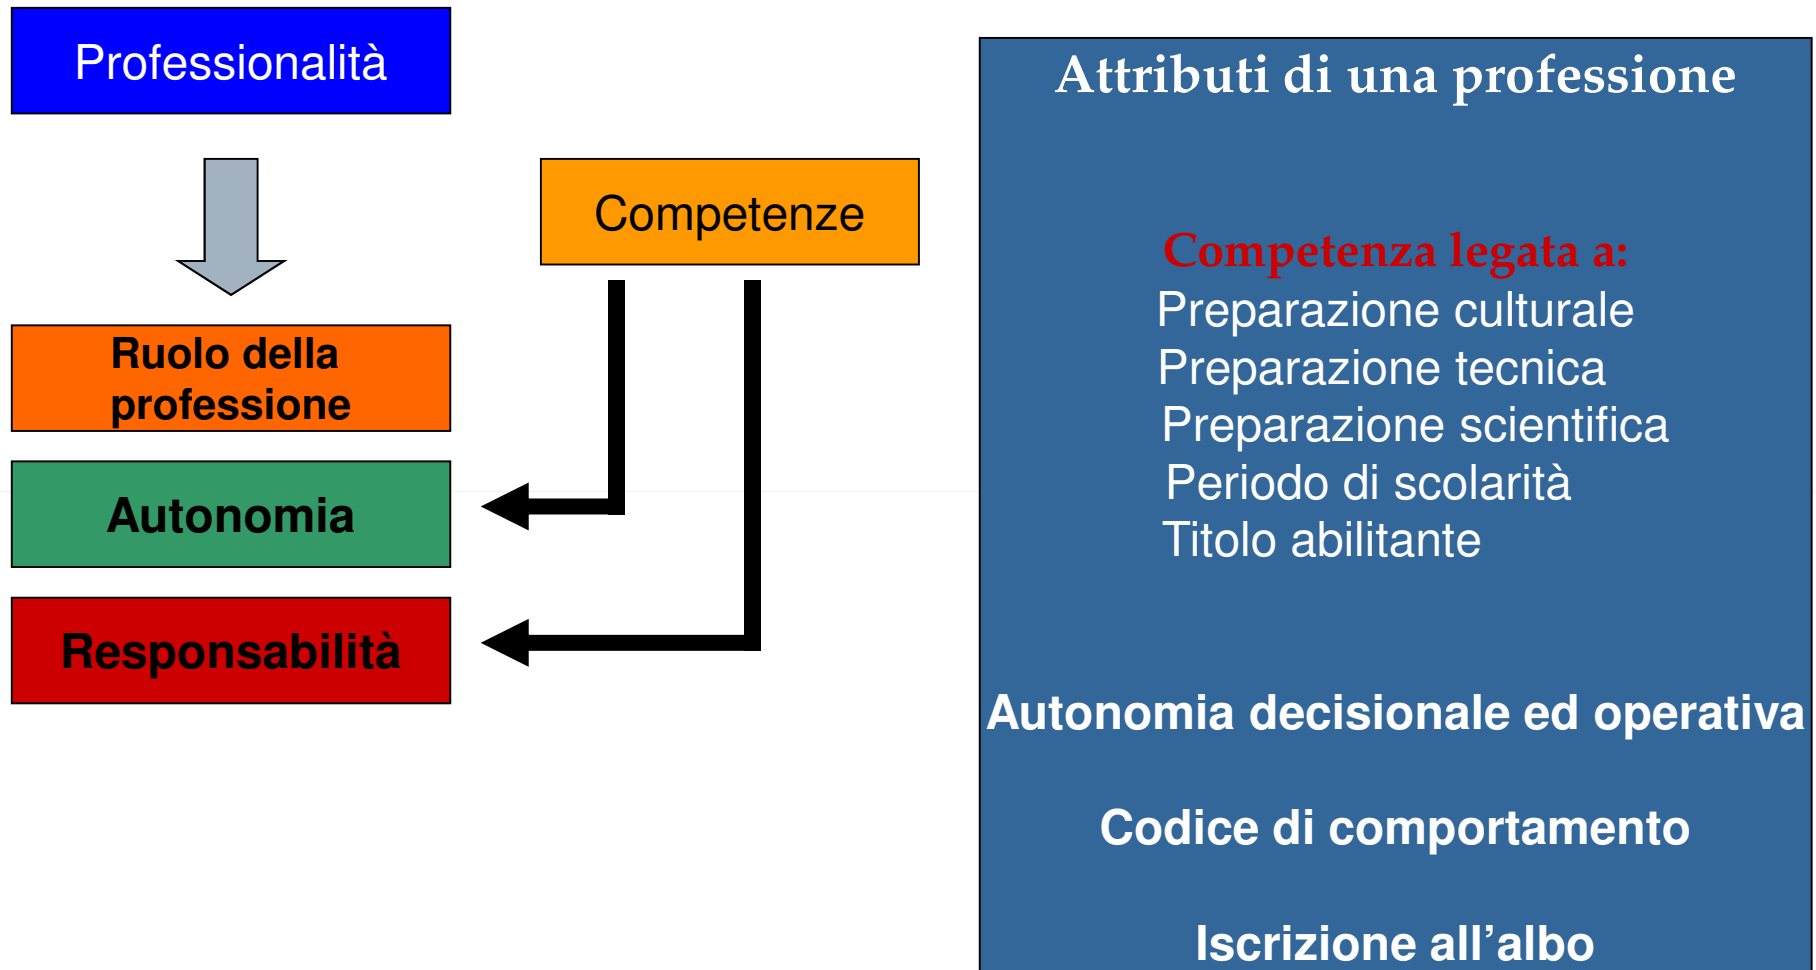 Professionalità
Competenze
Ruolo della
professione
Autonomia
Responsabilità
Attributi di una professione
Competenza legata a:
Preparazione culturale
Preparazione tecnica
Preparazione scientifica
Periodo di scolarità
Titolo abilitante
Autonomia decisionale ed operativa
Codice di comportamento
Iscrizione all’albo